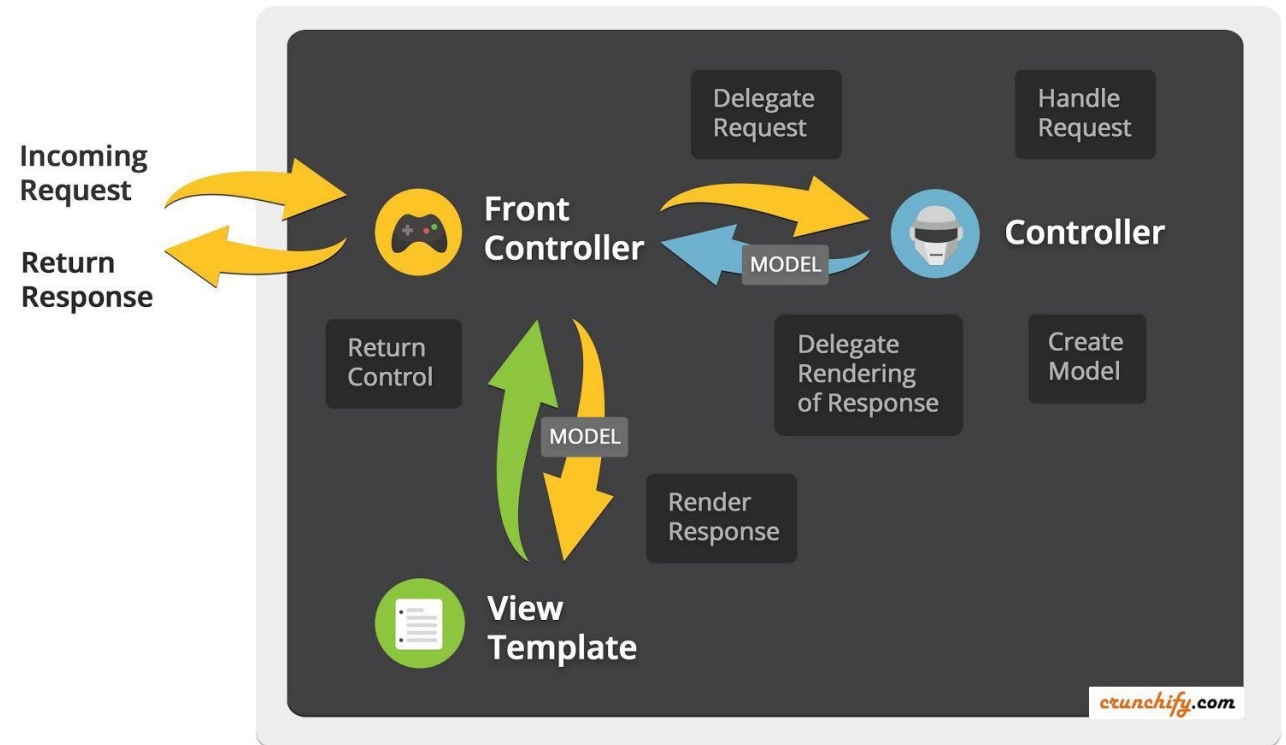 Delegate
Request
Handle
Request
Incoming
Request
Return
Response
Front
Controller
MODEL
Controller
Return
Control
Delegate
Rendering
of Response
Create
Model
MODEL
Render
Response
View
Template
crunchify.com